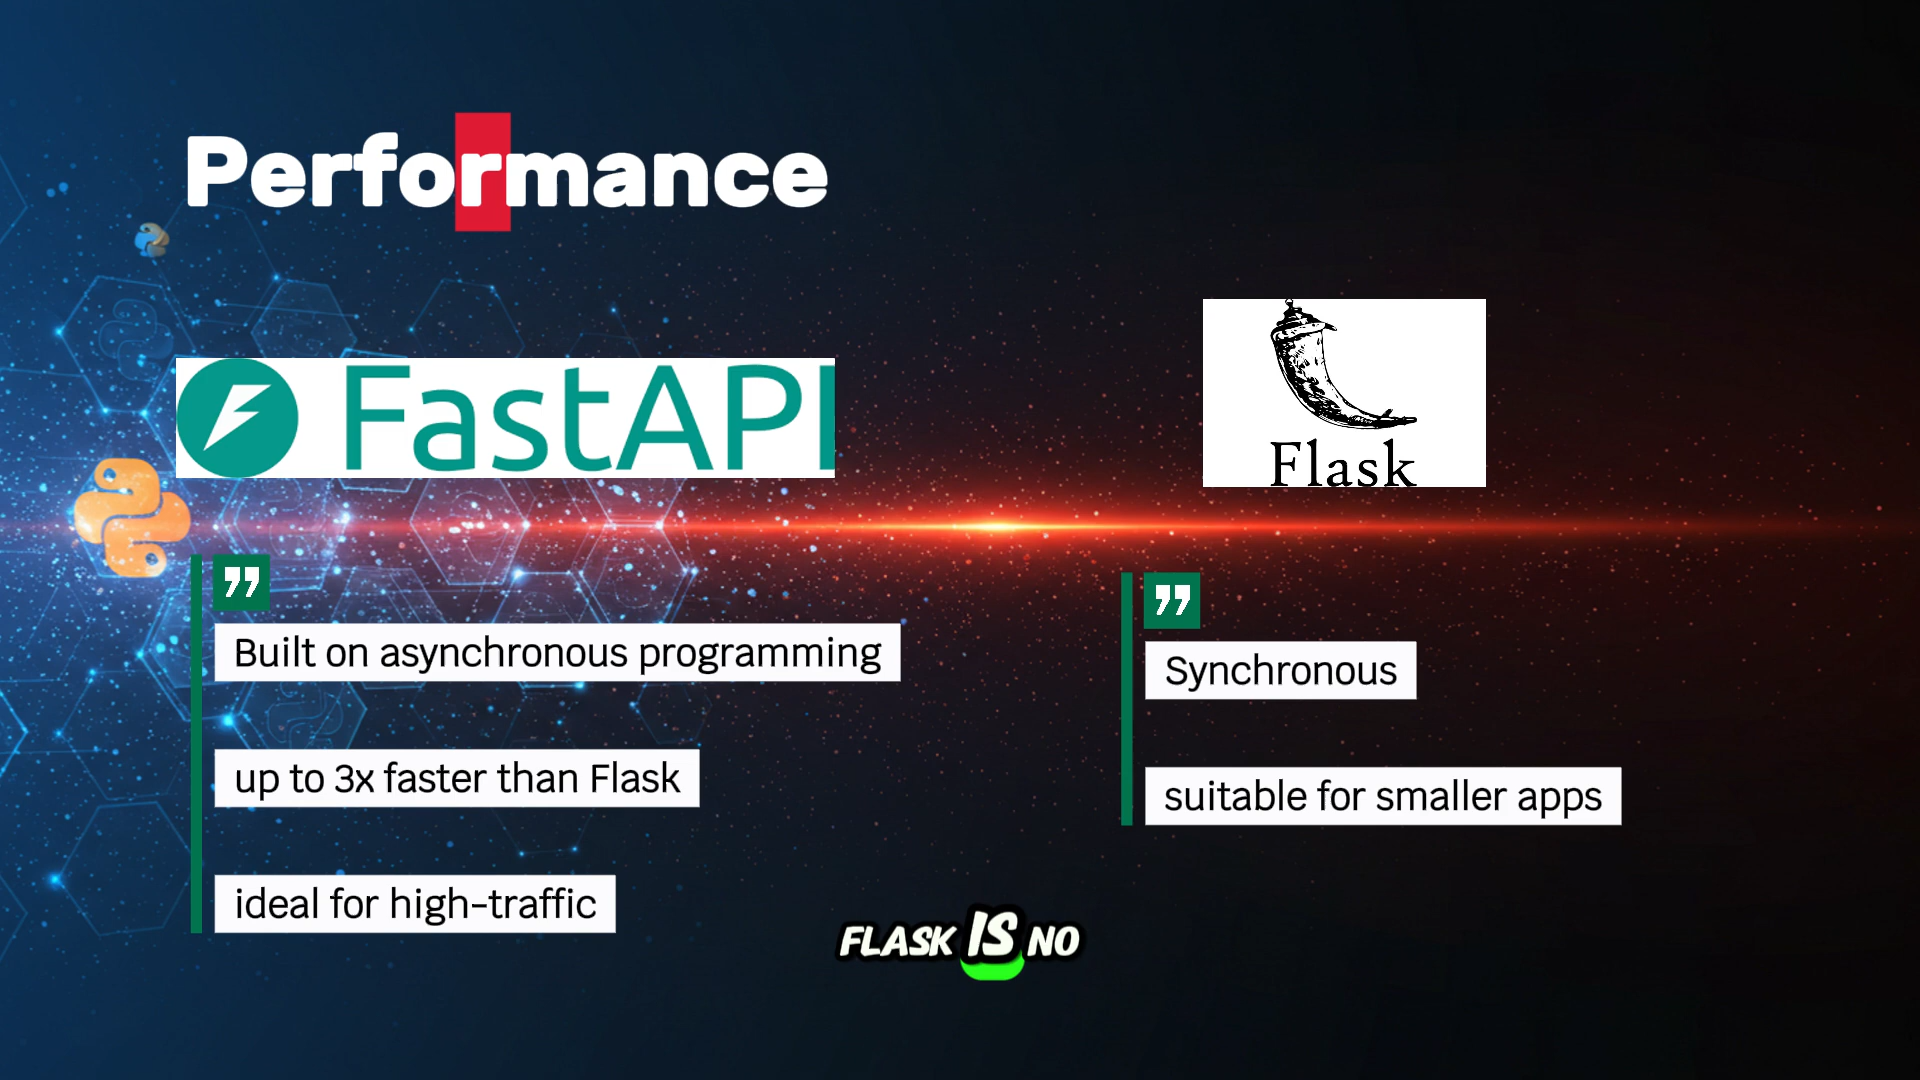 Performance
FastAPI
Built on asynchronous programming
up to 3x faster than Flask
ideal for high-traffic
Flask
Synchronous
suitable for smaller apps
FLASK IS NO